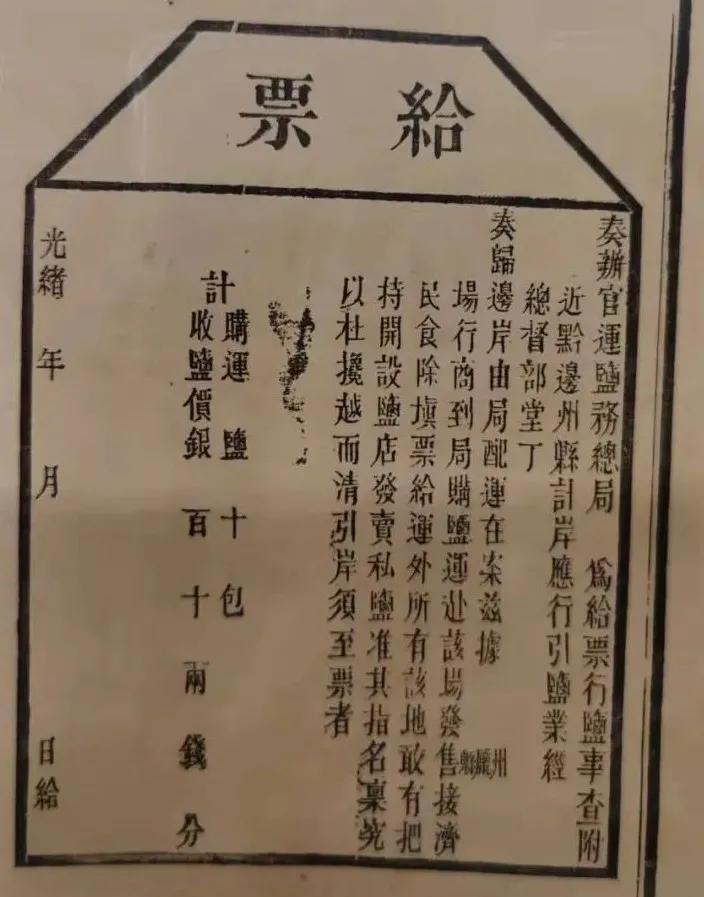 給票
奏辦官運鹽務總局　爲給票行鹽事查附
近黔邊州縣計岸應行引鹽業經
總督部堂丁
奏歸邊岸由局配運在案茲據　州廳縣
場行商到局購鹽運赴該場發售接濟
民食除塡票給運外所有該地敢有把
持開設鹽店發賣私鹽准其指名稟究
以杜攙越而清引岸須至票者
計
購運鹽　十包
收鹽價銀　百　十　兩　錢　分
光緒　年　月　日給